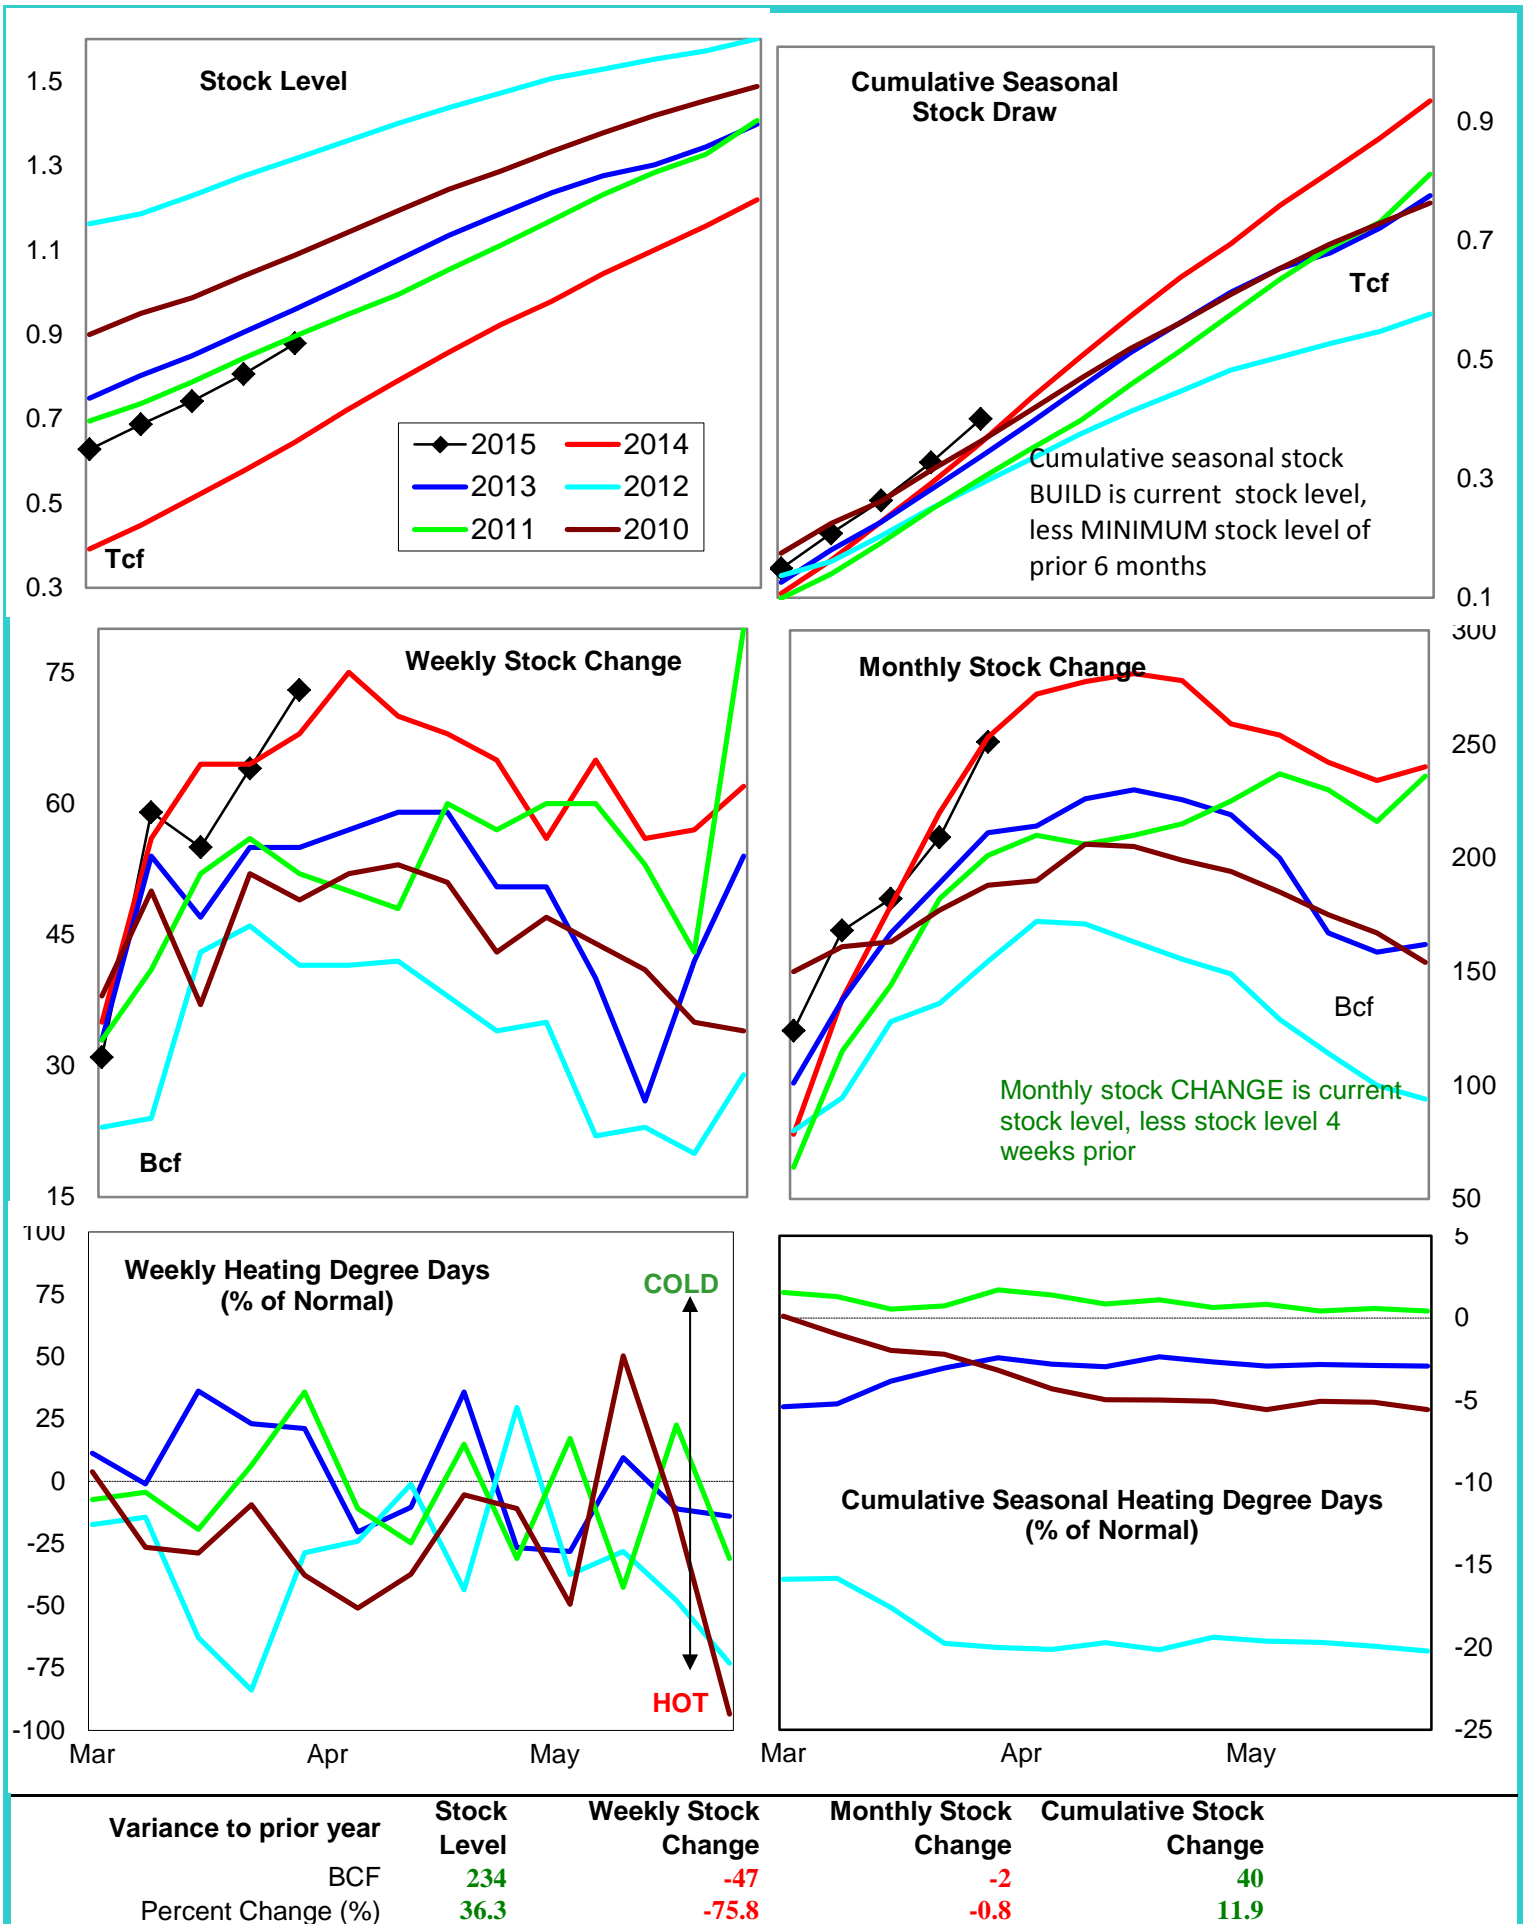 Stock Level
1.5
1.3
1.1
0.9
0.7
0.5
0.3
Tcf
2015 2014
2013 2012
2011 2010
Cumulative Seasonal
Stock Draw
0.9
0.7
Tcf
0.5
0.3
0.1
Cumulative seasonal stock
BUILD is current stock level,
less MINIMUM stock level of
prior 6 months
Weekly Stock Change
75
60
45
30
15
Bcf
Monthly Stock Change
300
250
200
150
100
50
Bcf
Monthly stock CHANGE is current
stock level, less stock level 4
weeks prior
Weekly Heating Degree Days
(% of Normal)
COLD
HOT
100
75
50
25
0
-25
-50
-75
-100
Mar Apr May
5
0
-5
-10
-15
-20
-25
Cumulative Seasonal Heating Degree Days
(% of Normal)
Mar Apr May
Variance to prior year
Stock Weekly Stock Monthly Stock Cumulative Stock
Level Change Change Change
BCF 234 -47 -2 40
Percent Change (%) 36.3 -75.8 -0.8 11.9